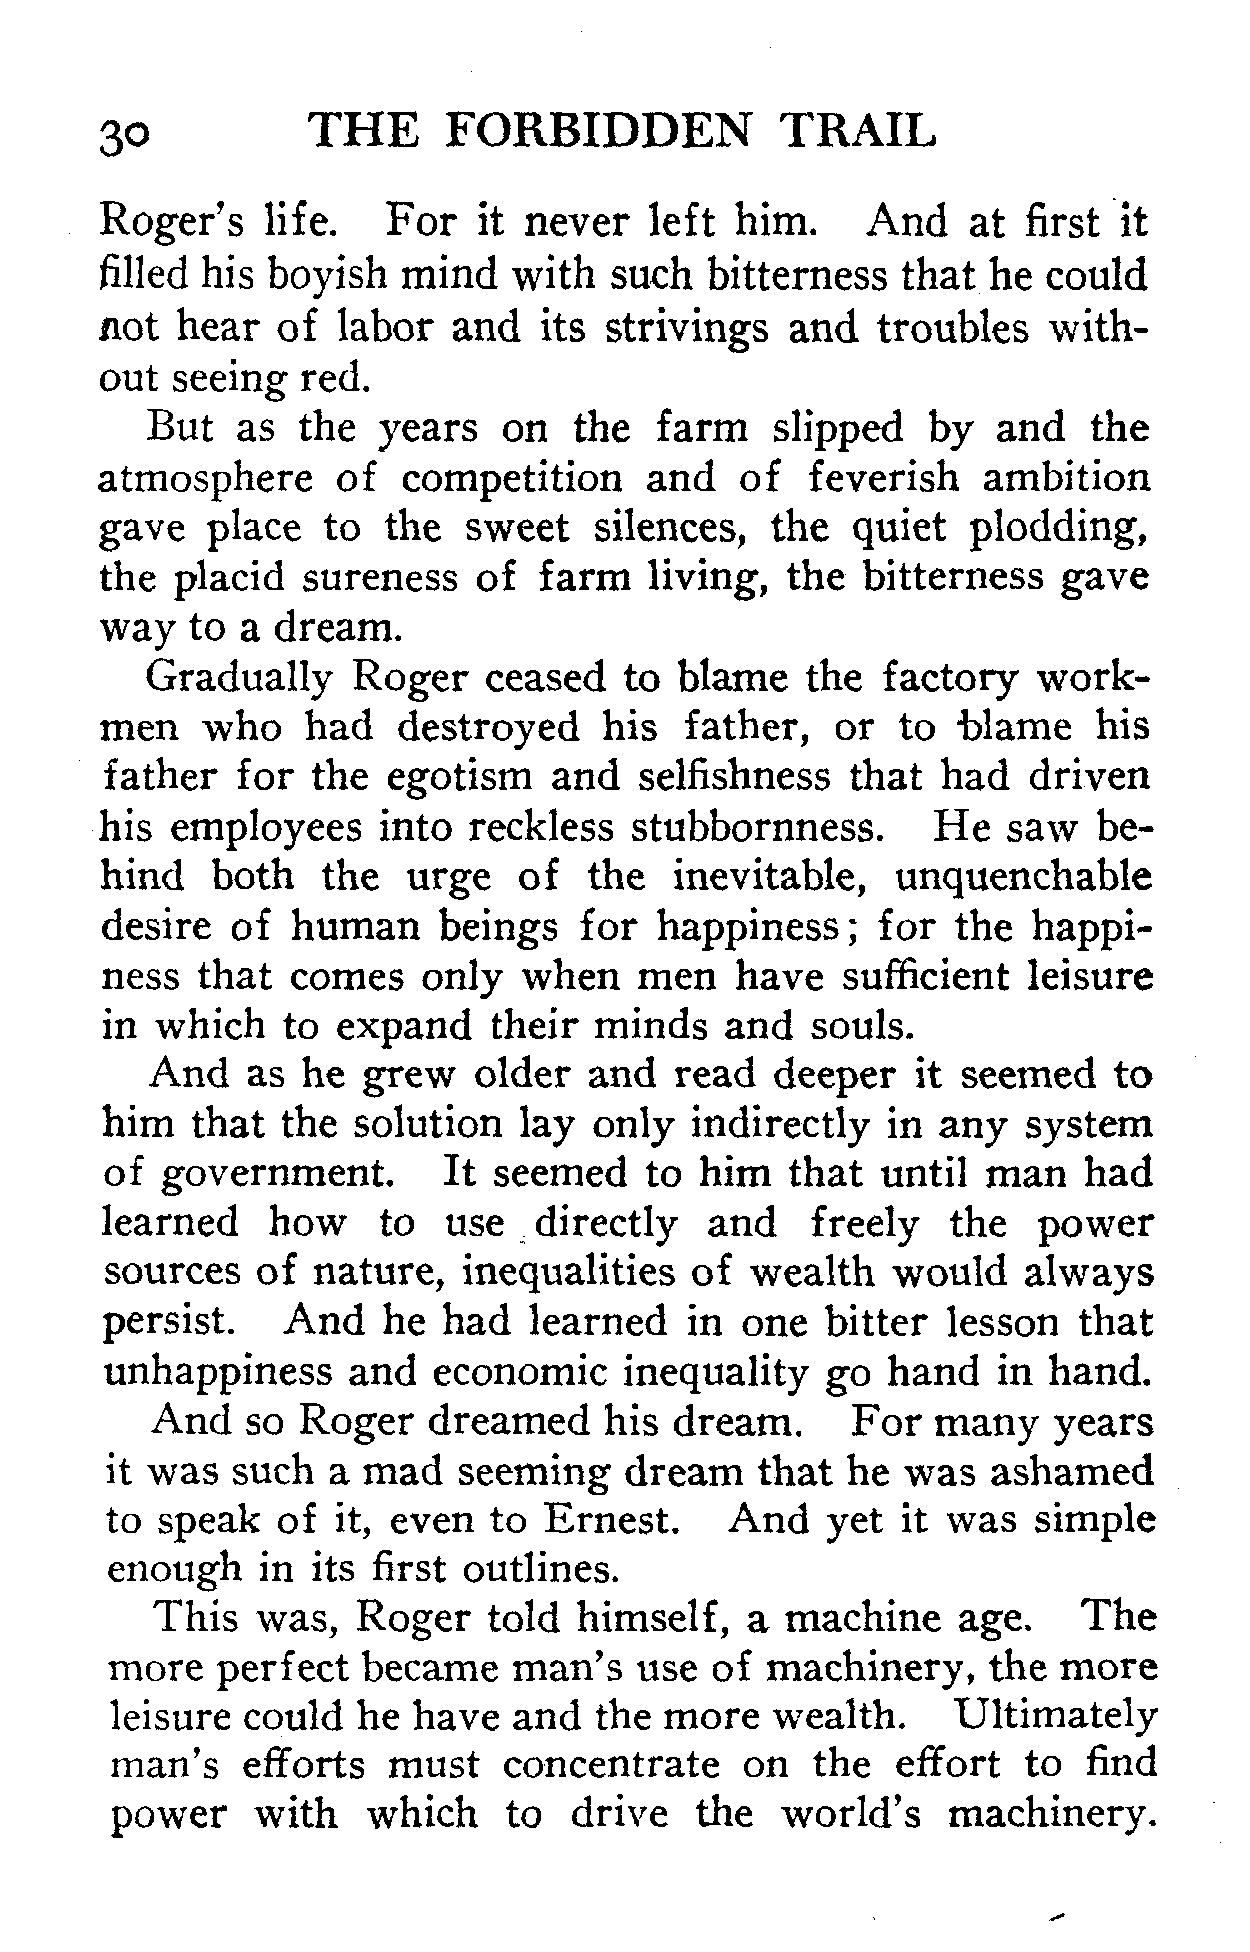 30 THE FORBIDDEN TRAIL
Roger's life. For it never left him. And at first it
filled his boyish mind with such bitterness that he could
not hear of labor and its strivings and troubles with-
out seeing red.
But as the years on the farm slipped by and the
atmosphere of competition and of feverish ambition
gave place to the sweet silences, the quiet plodding,
the placid sureness of farm living, the bitterness gave
way to a dream.
Gradually Roger ceased to blame the factory work-
men who had destroyed his father, or to blame his
father for the egotism and selfishness that had driven
his employees into reckless stubbornness. He saw be-
hind both the urge of the inevitable, unquenchable
desire of human beings for happiness; for the happi-
ness that comes only when men have sufficient leisure
in which to expand their minds and souls.
And as he grew older and read deeper it seemed to
him that the solution lay only indirectly in any system
of government. It seemed to him that until man had
learned how to use directly and freely the power
sources of nature, inequalities of wealth would always
persist. And he had learned in one bitter lesson that
unhappiness and economic inequality go hand in hand.
And so Roger dreamed his dream. For many years
it was such a mad seeming dream that he was ashamed
to speak of it, even to Ernest. And yet it was simple
enough in its first outlines.
This was, Roger told himself, a machine age. The
more perfect became man's use of machinery, the more
leisure could he have and the more wealth. Ultimately
man's efforts must concentrate on the effort to find
power with which to drive the world's machinery.